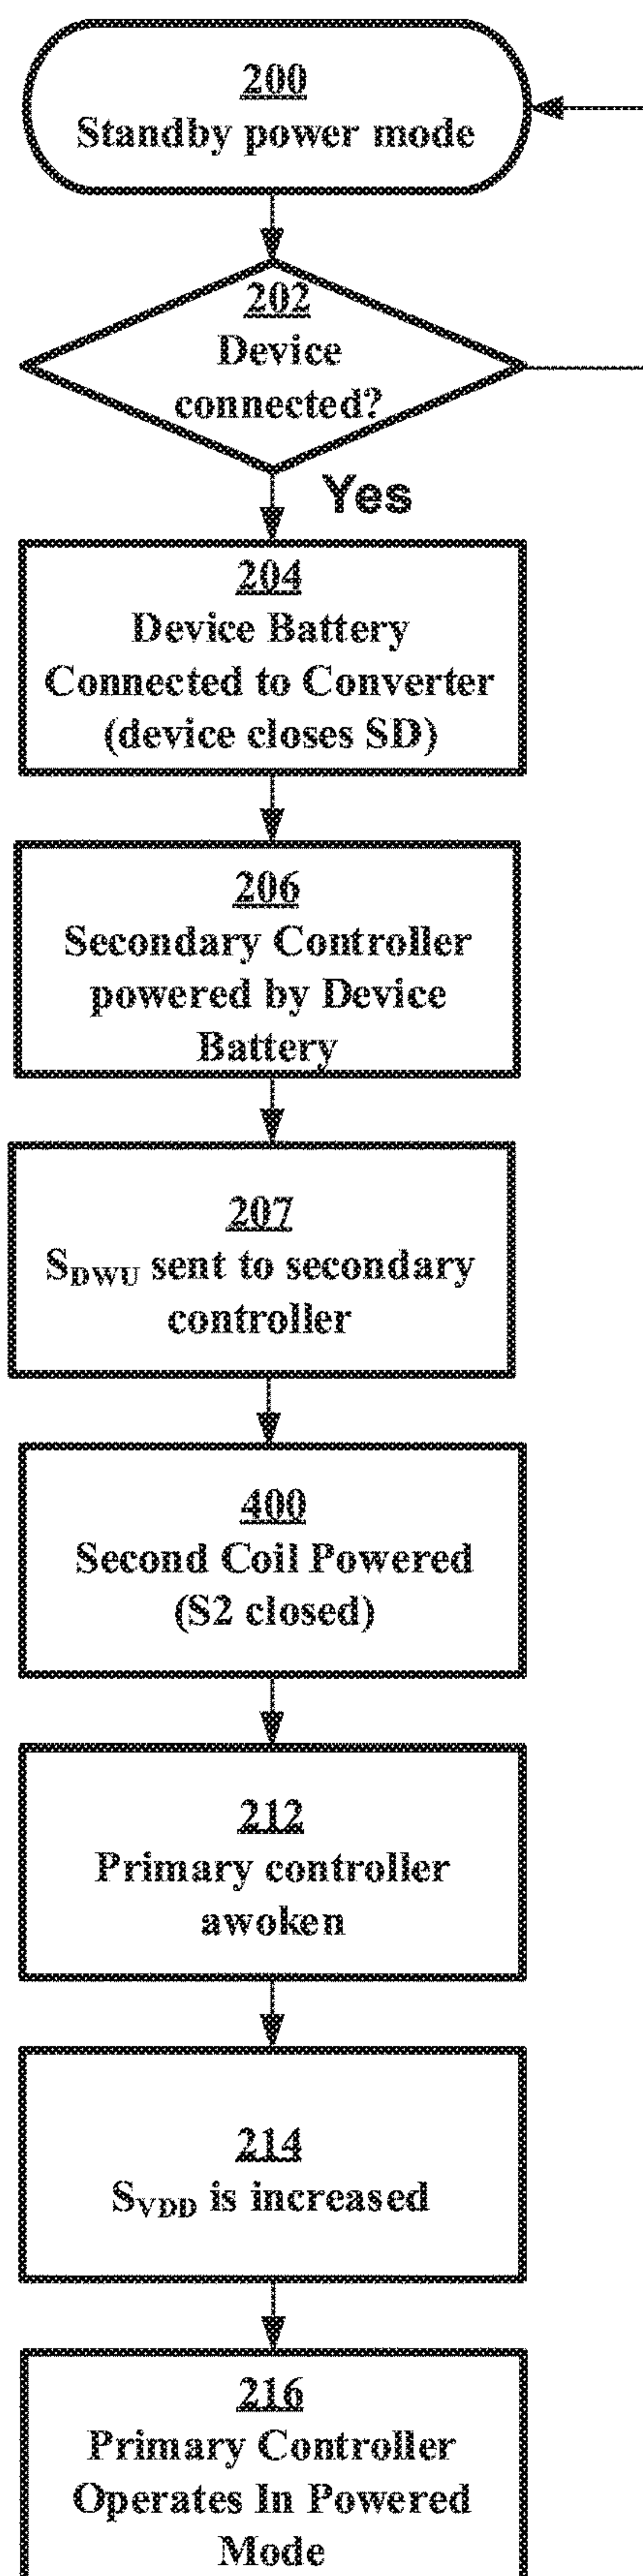 200
Standby power mode
202
Device
connected?
Yes
204
Device Battery
Connected to Converter
(device closes SD)
206
Secondary Controller
powered by Device
Battery
207
SDWU sent to secondary
controller
400
Second Coil Powered
(S2 closed)
212
Primary controller
awoken
214
SVDD is increased
216
Primary Controller
Operates In Powered
Mode